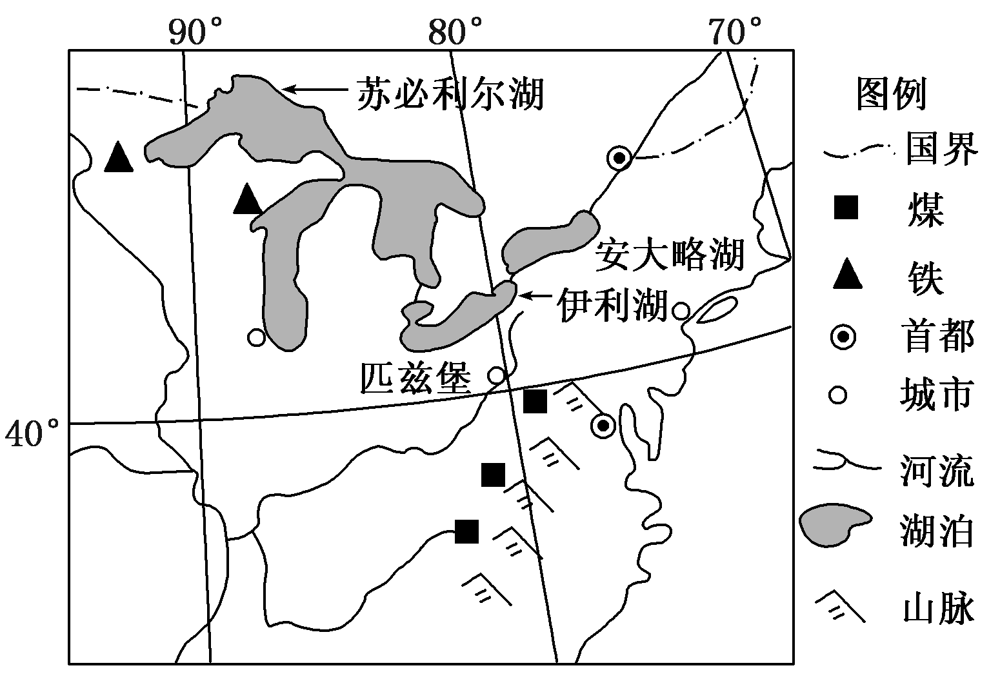 90°
80°
70°
苏必利尔湖
安大略湖
伊利湖
匹兹堡
40°
图例
国界
煤
铁
首都
城市
河流
湖泊
山脉